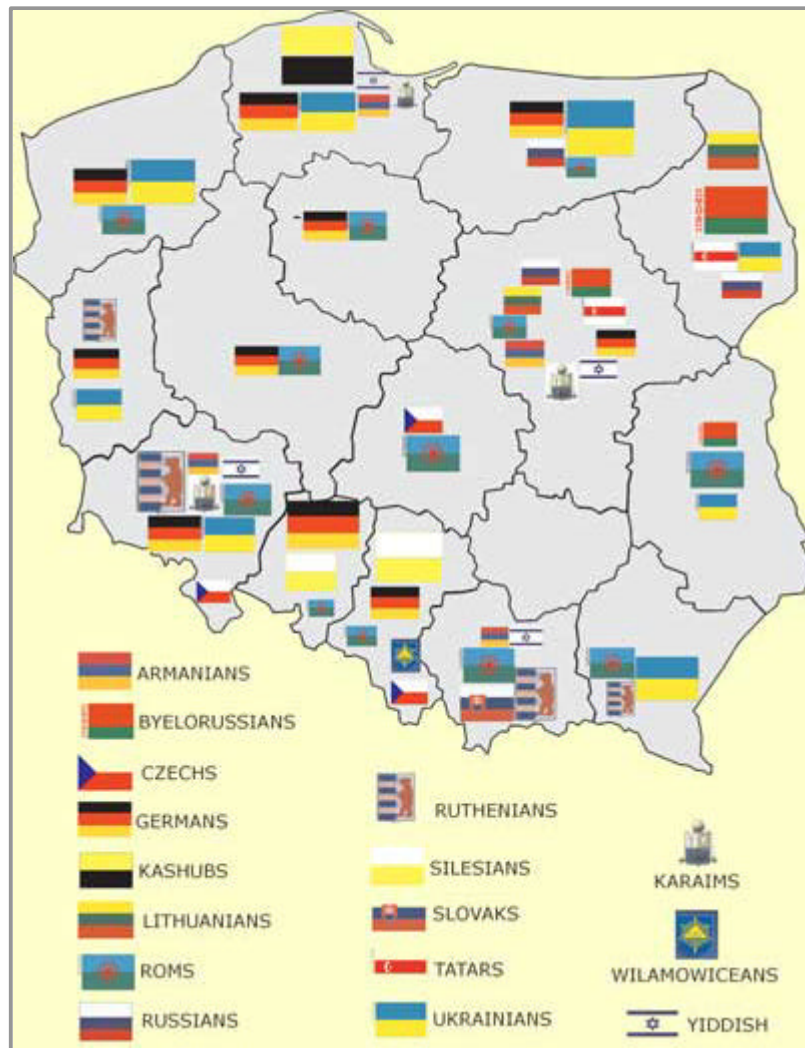 ARMANIANS
BYELORUSSIANS
CZECHS
GERMANS
KASHUBS
LITHUANIANS
ROMS
RUSSIANS
RUTHENIANS
SILESIANS
SLOVAKS
TATARS
UKRAINIANS
KARAIMS
WILAMOWICEANS
YIDDISH